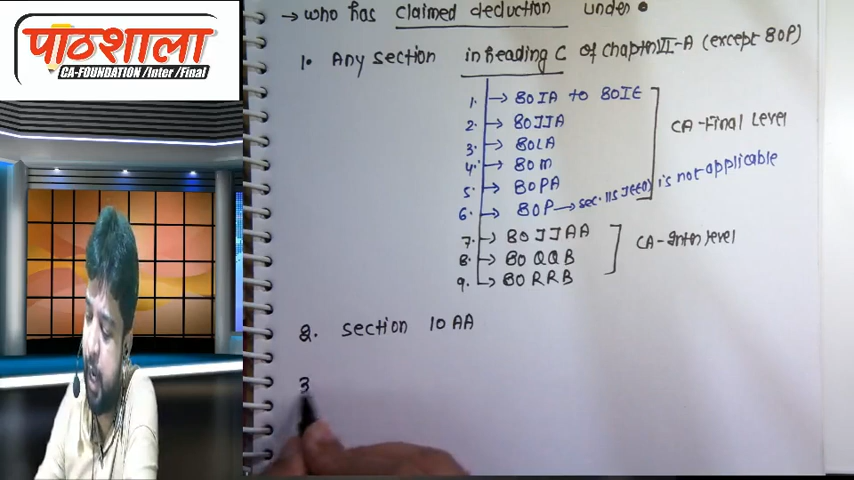 पाठशाला
CA-FOUNDATION /Inter /Final
→ who has claimed deduction under
1. Any section in heading C of chapter VI-A (except 80P)
1. → 80IA to 80IE
2. → 80JJA
3. → 80LA
4. → 80M
5. → 80PA
6. → 80P → sec. 115JEE(1) is not applicable
CA-Final Level
7. → 80JJAA
8. → 80QQB
9. → 80RRB
CA-Inter level
2. section 10AA
3